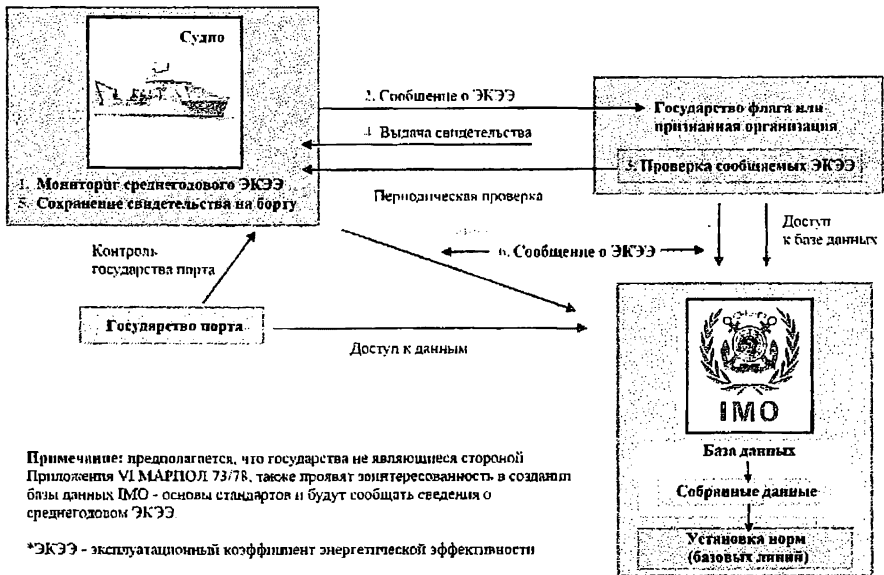 Судно
1. Мониторинг среднегодового ЭКЭЭ
5. Сохранение свидетельства на борту
2. Сообщение о ЭКЭЭ
4. Выдача свидетельства
Периодическая проверка
Государство флага или
признанная организация
3. Проверка сообщаемых ЭКЭЭ
Контроль
государства порта
6. Сообщение о ЭКЭЭ
Доступ
к базе данных
Государство порта
Доступ к данным
IMO
База данных
Собранные данные
Установка норм
(базовых линий)
Примечание: предполагается, что государства не являющиеся стороной
Приложения VI МАРПОЛ 73/78, также проявят заинтересованность в создании
базы данных IMO - основы стандартов и будут сообщать сведения о
среднегодовом ЭКЭЭ
*ЭКЭЭ - эксплуатационный коэффициент энергетической эффективности